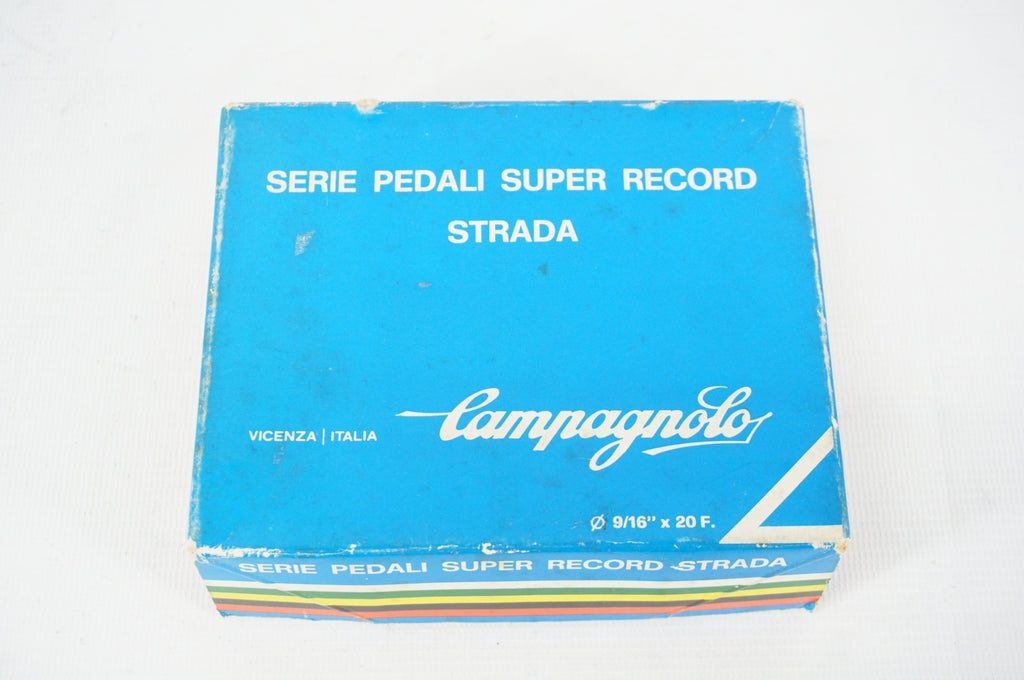 SERIE PEDALI SUPER RECORD
STRADA
Campagnolo
VICENZA | ITALIA
Ø 9/16" x 20 F.
SERIE PEDALI SUPER RECORD STRADA